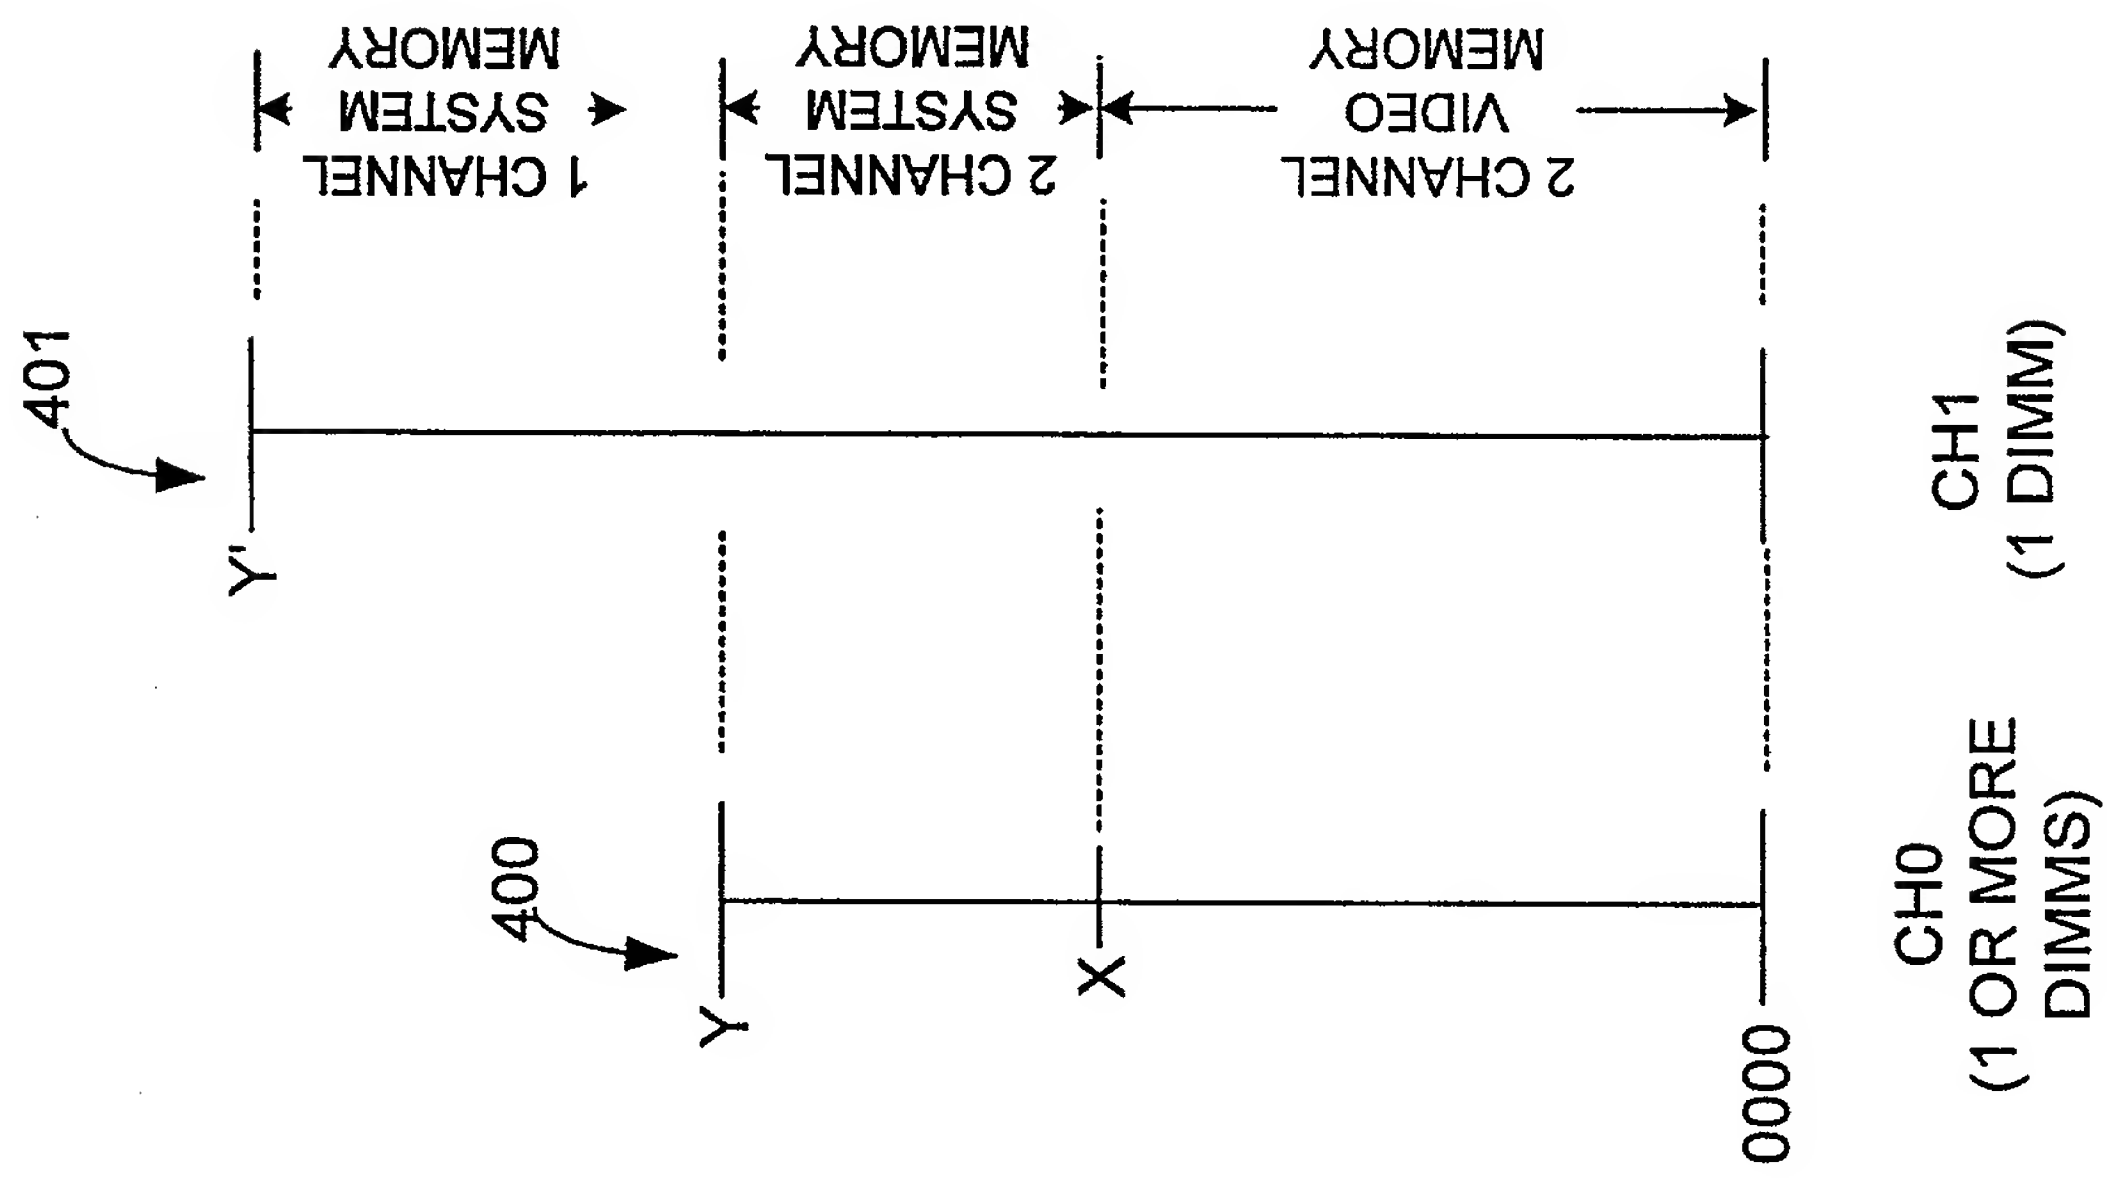 401
Y'
1 CHANNEL
SYSTEM
MEMORY
400
Y
2 CHANNEL
SYSTEM
MEMORY
X
2 CHANNEL
VIDEO
MEMORY
0000
CH0
(1 OR MORE
DIMMS)
CH1
(1 DIMM)